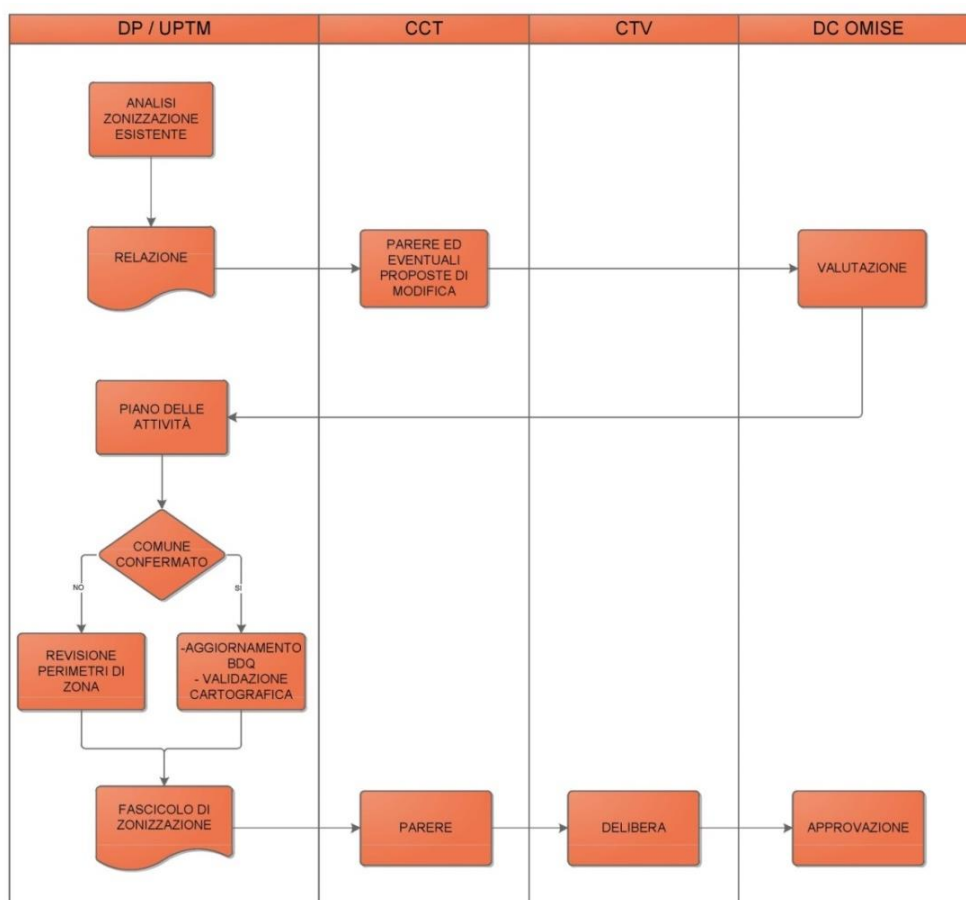 DP / UPTM
CCT
CTV
DC OMISE
ANALISI
ZONIZZAZIONE
ESISTENTE
RELAZIONE
PARERE ED
EVENTUALI
PROPOSTE DI
MODIFICA
VALUTAZIONE
PIANO DELLE
ATTIVITÀ
COMUNE
CONFERMATO
NO
SI
REVISIONE
PERIMETRI DI
ZONA
-AGGIORNAMENTO
BDQ
- VALIDAZIONE
CARTOGRAFICA
FASCICOLO DI
ZONIZZAZIONE
PARERE
DELIBERA
APPROVAZIONE